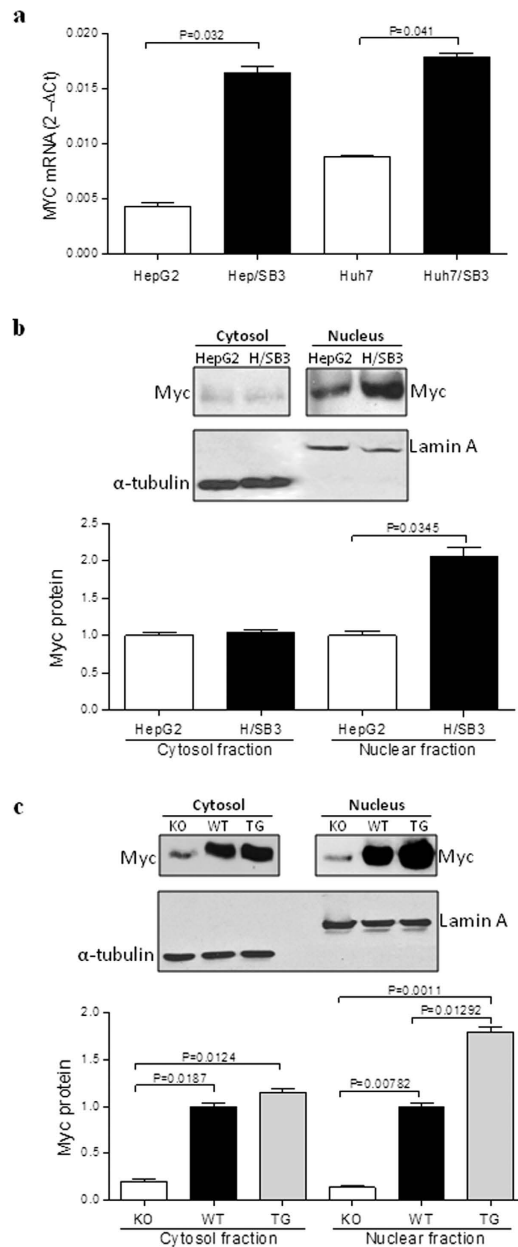 a
P=0.032 P=0.041
MYC mRNA (2 –ΔCt)
0.020
0.015
0.010
0.005
0.000
HepG2 Hep/SB3 Huh7 Huh7/SB3
b
Cytosol Nucleus
HepG2 H/SB3 HepG2 H/SB3
Myc Myc
Lamin A
α-tubulin
P=0.0345
Myc protein
2.5
2.0
1.5
1.0
0.5
0.0
HepG2 H/SB3 HepG2 H/SB3
Cytosol fraction Nuclear fraction
c
Cytosol Nucleus
KO WT TG KO WT TG
Myc Myc
Lamin A
α-tubulin
P=0.0011
P=0.01292
P=0.0124
P=0.0187 P=0.00782
Myc protein
2.0
1.5
1.0
0.5
0.0
KO WT TG KO WT TG
Cytosol fraction Nuclear fraction